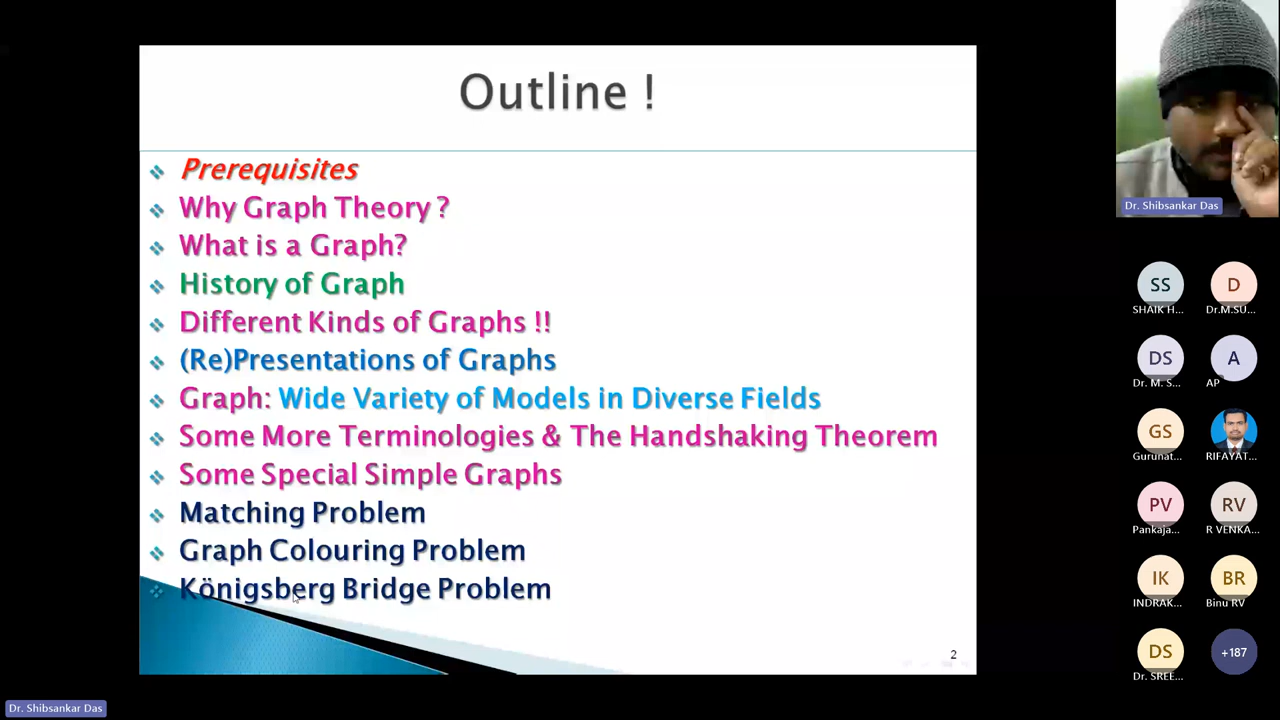 Outline !
Prerequisites
Why Graph Theory ?
What is a Graph?
History of Graph
Different Kinds of Graphs !!
(Re)Presentations of Graphs
Graph: Wide Variety of Models in Diverse Fields
Some More Terminologies & The Handshaking Theorem
Some Special Simple Graphs
Matching Problem
Graph Colouring Problem
Königsberg Bridge Problem
2
Dr. Shibsankar Das
SS
D
SHAIK H...
Dr.M.SU...
DS
A
Dr. M. S...
AP
GS
Gurunat...
RIFAYAT...
PV
RV
Pankaja...
R VENKA...
IK
BR
INDRAK...
Binu RV
DS
+187
Dr. SREE...
Dr. Shibsankar Das